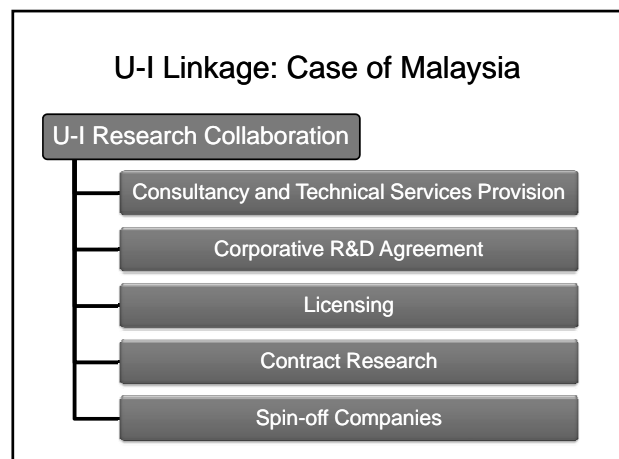 U-I Linkage: Case of Malaysia
U-I Research Collaboration
Consultancy and Technical Services Provision
Corporative R&D Agreement
Licensing
Contract Research
Spin-off Companies